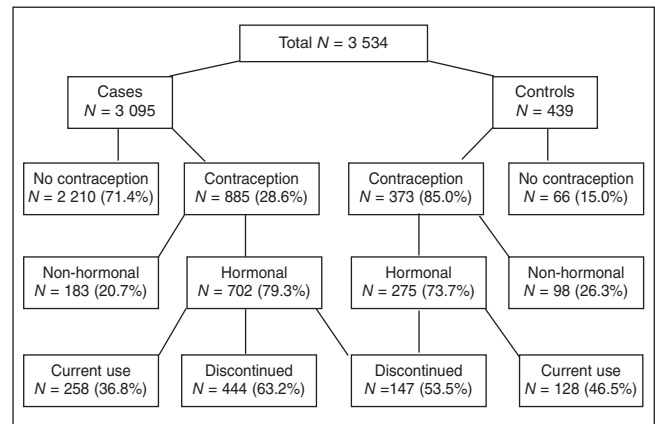 Total N = 3 534
Cases
N = 3 095
Controls
N = 439
No contraception
N = 2 210 (71.4%)
Contraception
N = 885 (28.6%)
Contraception
N = 373 (85.0%)
No contraception
N = 66 (15.0%)
Non-hormonal
N = 183 (20.7%)
Hormonal
N = 702 (79.3%)
Hormonal
N = 275 (73.7%)
Non-hormonal
N = 98 (26.3%)
Current use
N = 258 (36.8%)
Discontinued
N = 444 (63.2%)
Discontinued
N =147 (53.5%)
Current use
N = 128 (46.5%)